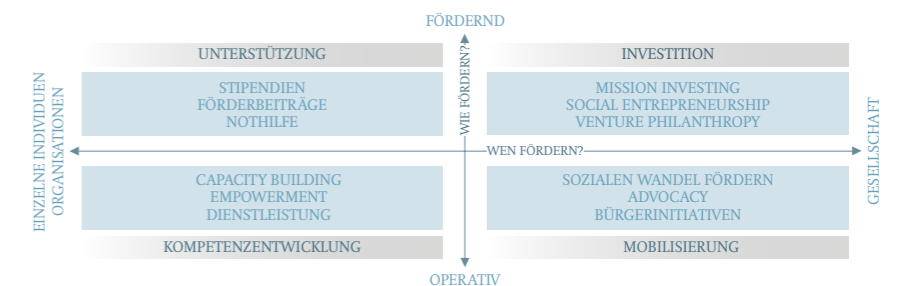 FÖRDERND
UNTERSTÜTZUNG
INVESTITION
WIE FÖRDERN?
EINZELNE INDIVIDUEN
ORGANISATIONEN
STIPENDIEN
FÖRDERBEITRÄGE
NOTHILFE
MISSION INVESTING
SOCIAL ENTREPRENEURSHIP
VENTURE PHILANTHROPY
GESELLSCHAFT
WEN FÖRDERN?
CAPACITY BUILDING
EMPOWERMENT
DIENSTLEISTUNG
SOZIALEN WANDEL FÖRDERN
ADVOCACY
BÜRGERINITIATIVEN
KOMPETENZENTWICKLUNG
MOBILISIERUNG
OPERATIV